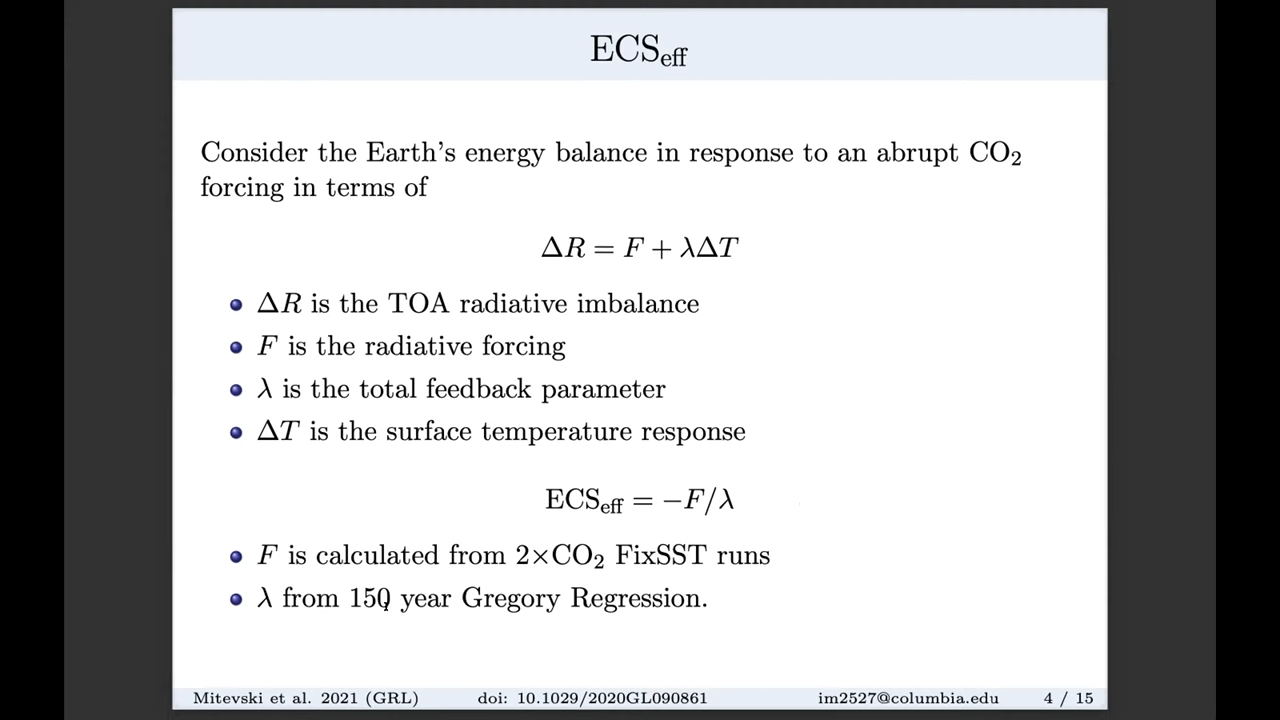 ECS_eff
Consider the Earth's energy balance in response to an abrupt CO₂
forcing in terms of
ΔR = F + λΔT
ΔR is the TOA radiative imbalance
F is the radiative forcing
λ is the total feedback parameter
ΔT is the surface temperature response
ECS_eff = −F/λ
F is calculated from 2×CO₂ FixSST runs
λ from 150 year Gregory Regression.
Mitevski et al. 2021 (GRL) doi: 10.1029/2020GL090861 im2527@columbia.edu 4 / 15